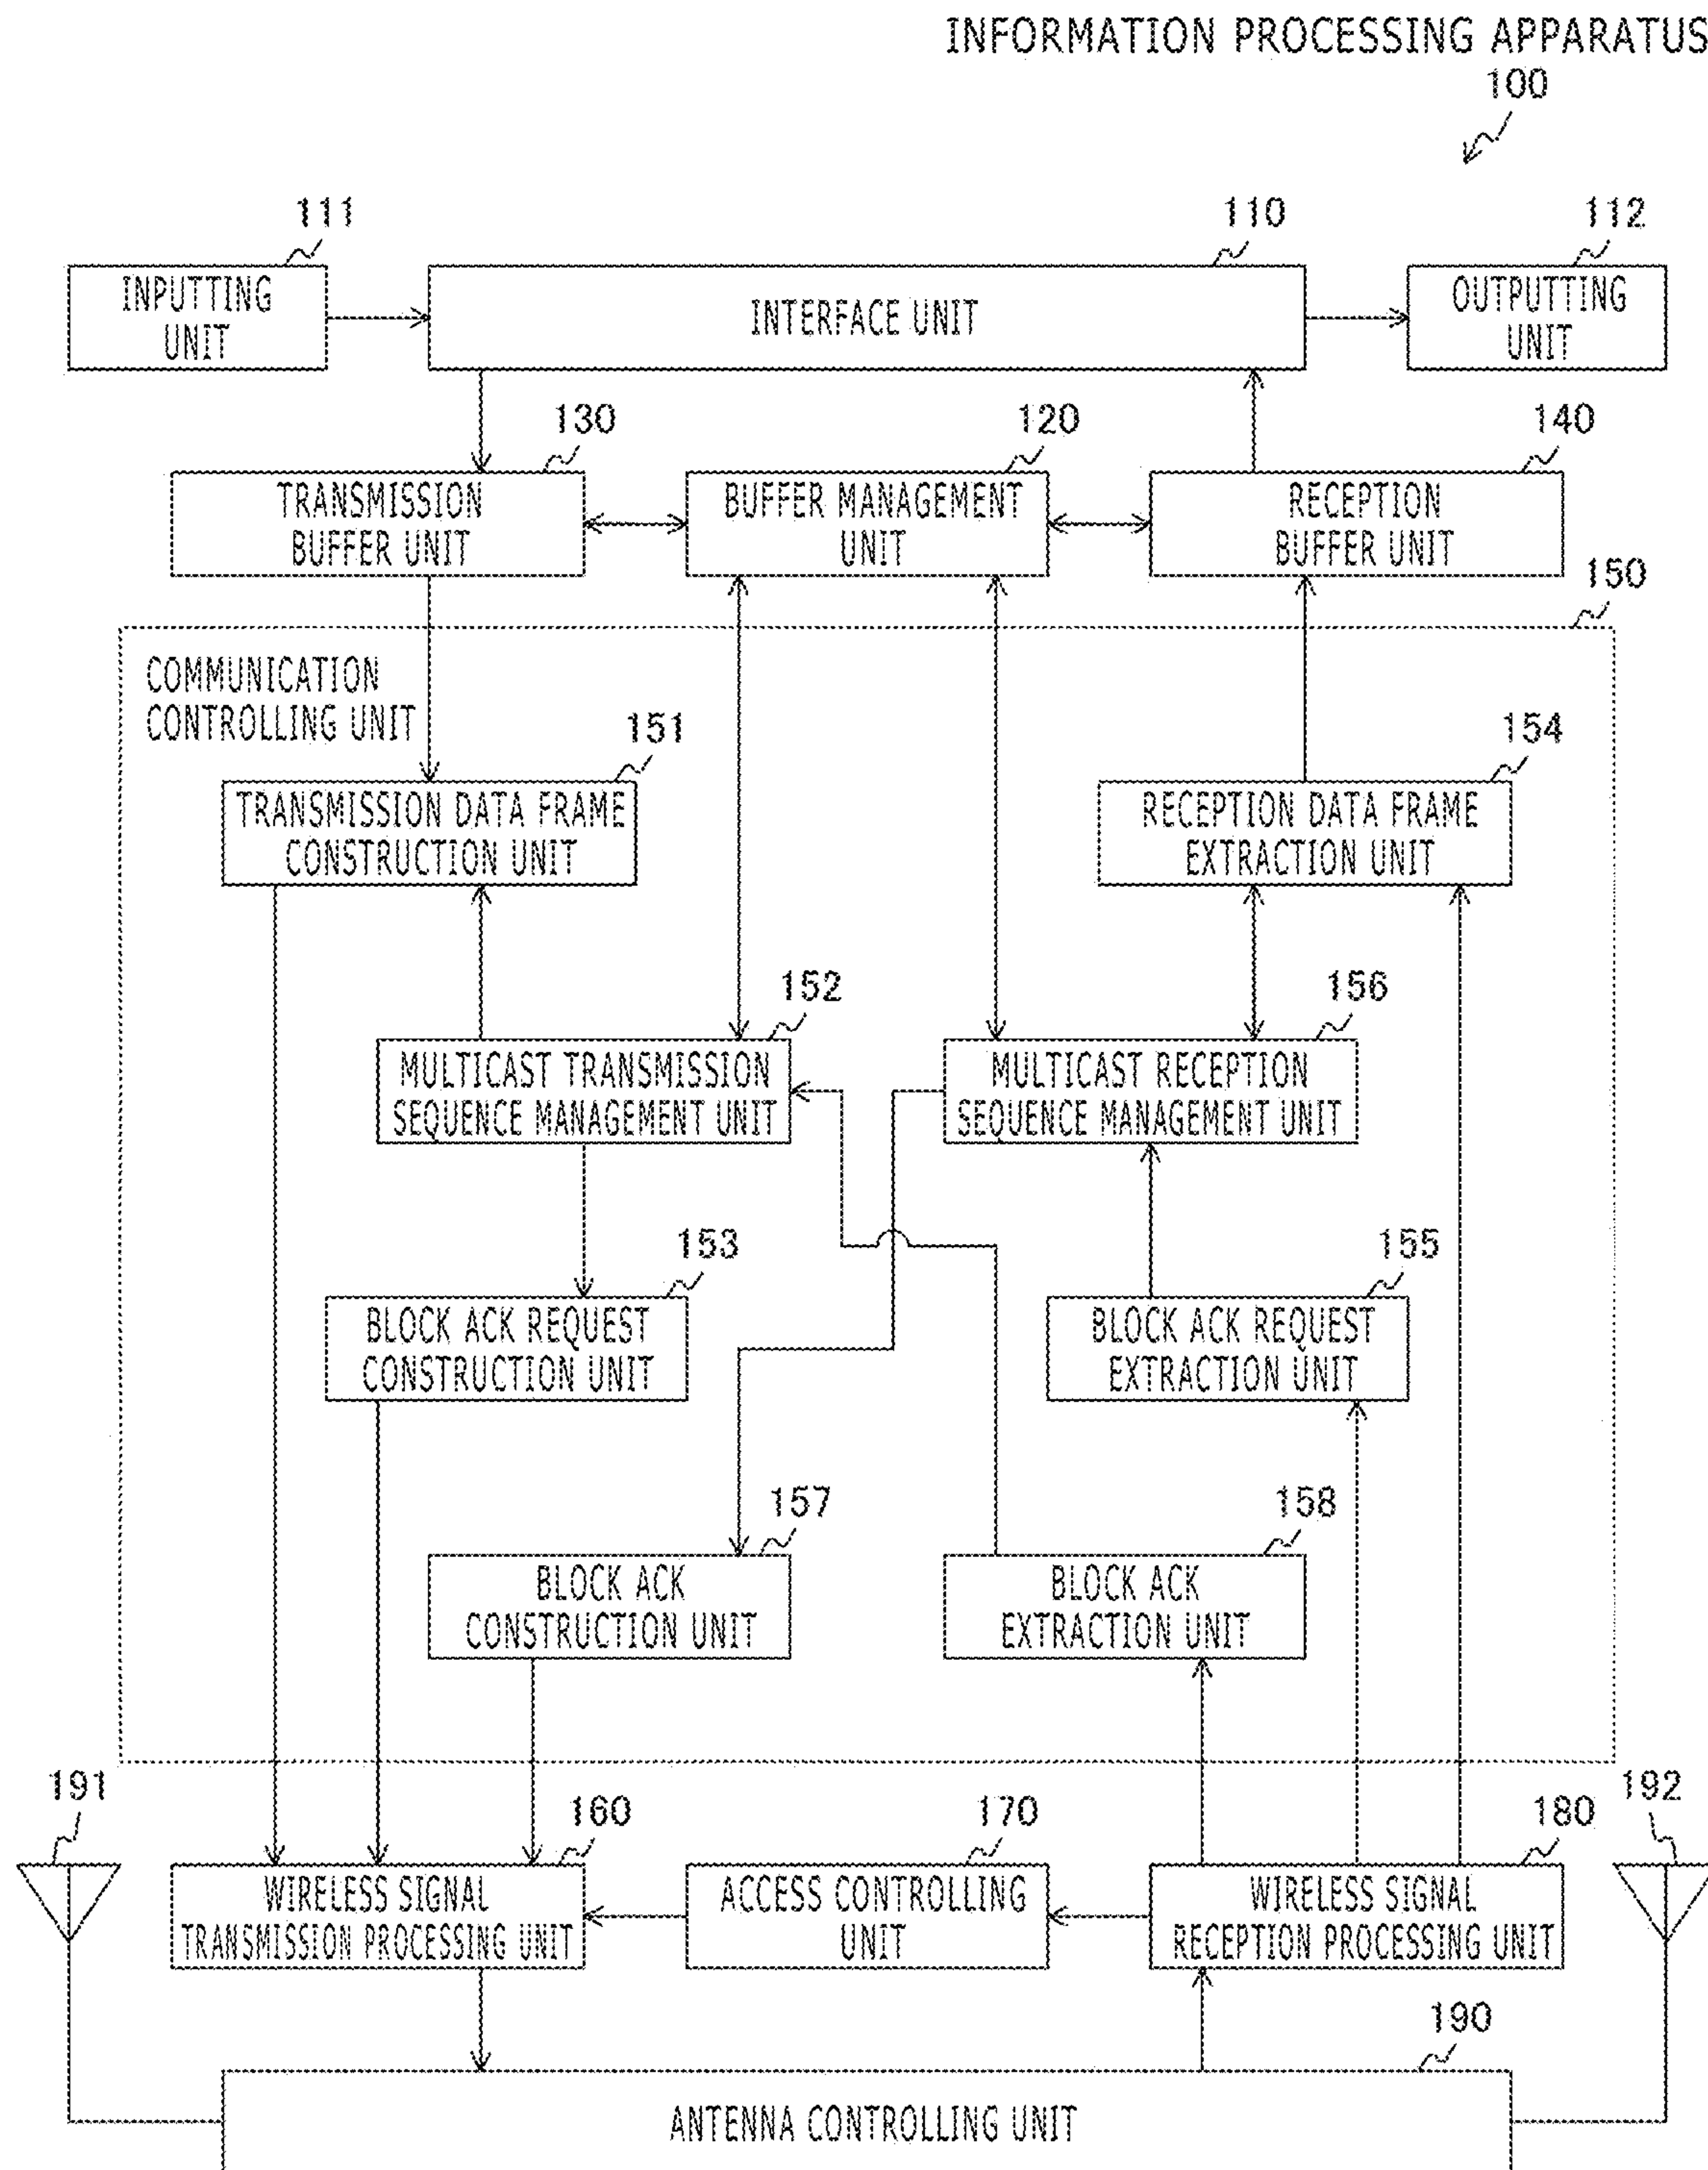 INFORMATION PROCESSING APPARATUS
100
111
110
112
INPUTTING
UNIT
INTERFACE UNIT
OUTPUTTING
UNIT
130
120
140
TRANSMISSION
BUFFER UNIT
BUFFER MANAGEMENT
UNIT
RECEPTION
BUFFER UNIT
150
COMMUNICATION
CONTROLLING UNIT
151
154
TRANSMISSION DATA FRAME
CONSTRUCTION UNIT
RECEPTION DATA FRAME
EXTRACTION UNIT
152
156
MULTICAST TRANSMISSION
SEQUENCE MANAGEMENT UNIT
MULTICAST RECEPTION
SEQUENCE MANAGEMENT UNIT
153
155
BLOCK ACK REQUEST
CONSTRUCTION UNIT
BLOCK ACK REQUEST
EXTRACTION UNIT
157
158
BLOCK ACK
CONSTRUCTION UNIT
BLOCK ACK
EXTRACTION UNIT
191
160
170
180
192
WIRELESS SIGNAL
TRANSMISSION PROCESSING UNIT
ACCESS CONTROLLING
UNIT
WIRELESS SIGNAL
RECEPTION PROCESSING UNIT
190
ANTENNA CONTROLLING UNIT